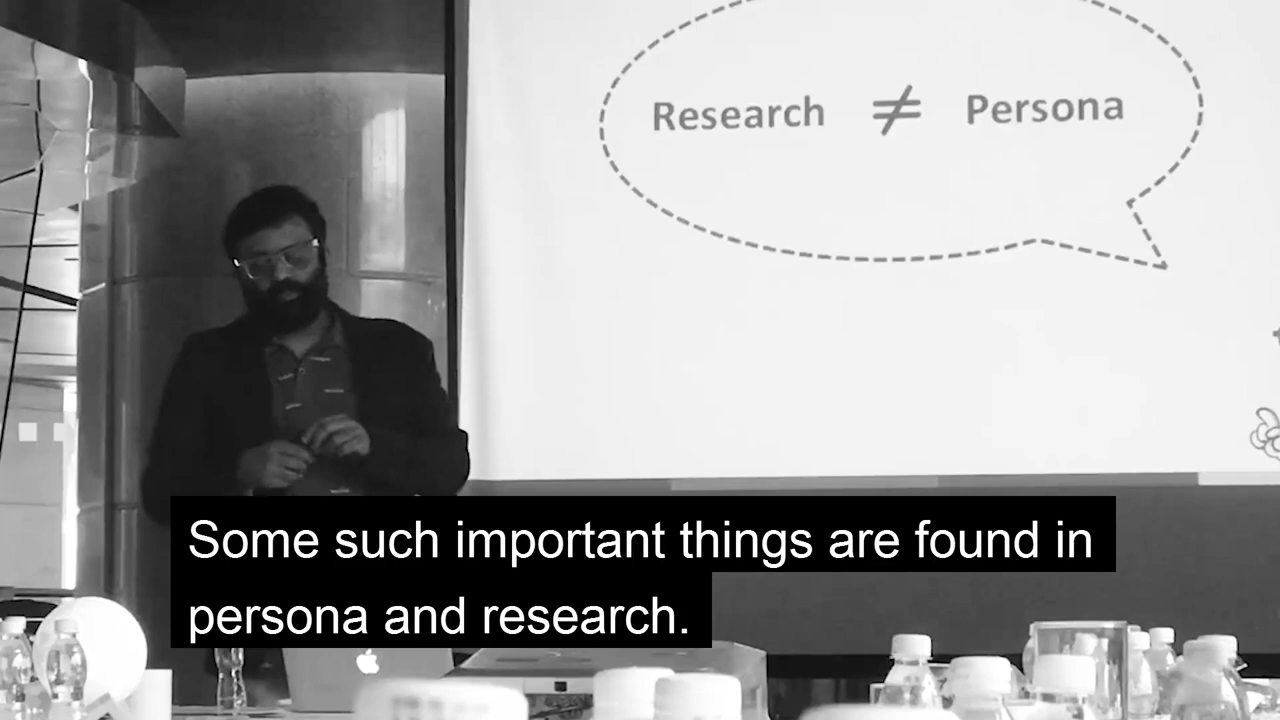 Research ≠ Persona
Some such important things are found in
persona and research.